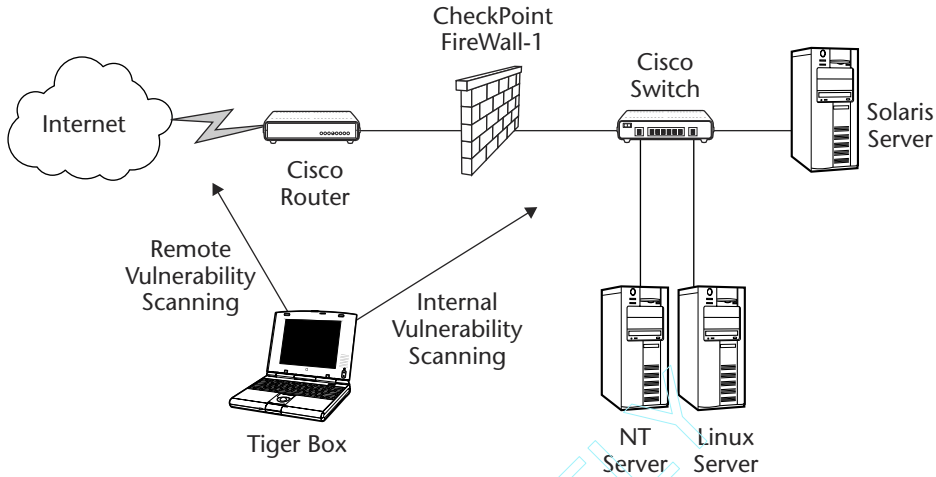 CheckPoint
FireWall-1
Cisco
Switch
Internet
Solaris
Server
Cisco
Router
Remote
Vulnerability
Scanning
Internal
Vulnerability
Scanning
Tiger Box
NT
Server
Linux
Server